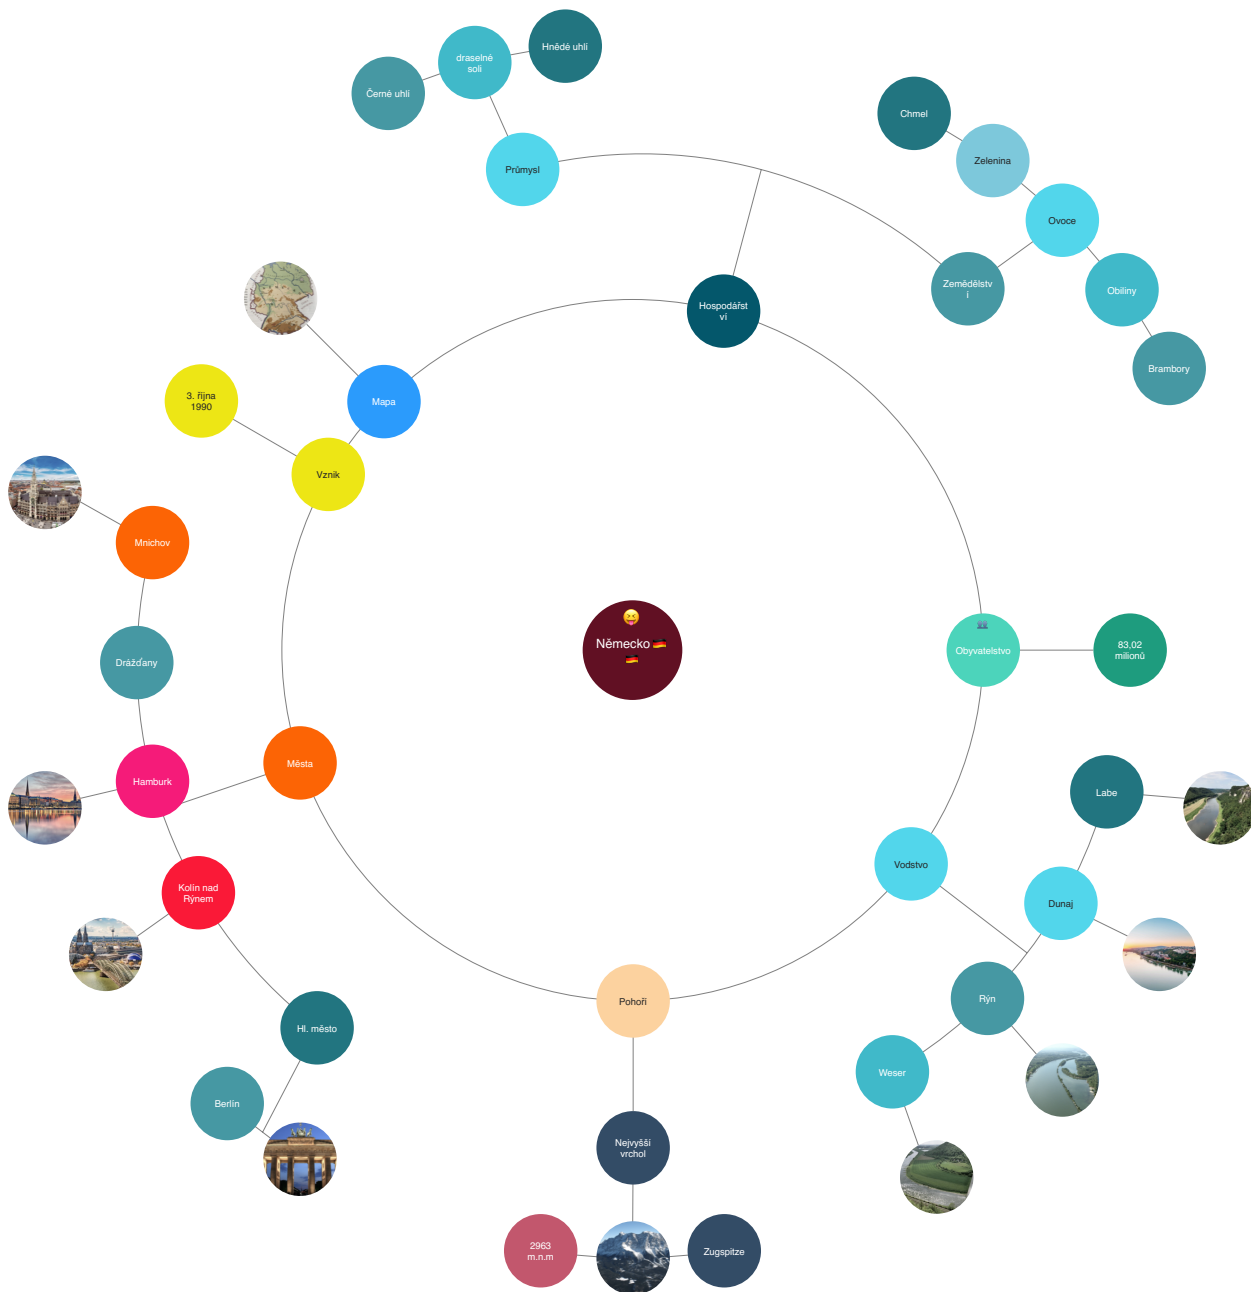 Hnědé uhlí
draselné
soli
Černé uhlí
Průmysl
Chmel
Zelenina
Ovoce
Zemědělstv
í
Obiliny
Brambory
Hospodářst
ví
Mapa
3. října
1990
Vznik
Mnichov
Drážďany
Hamburk
Města
Kolín nad
Rýnem
Hl. město
Berlín
Německo
Obyvatelstvo
83,02
milionů
Vodstvo
Labe
Dunaj
Rýn
Weser
Pohoří
Nejvyšší
vrchol
2963
m.n.m
Zugspitze